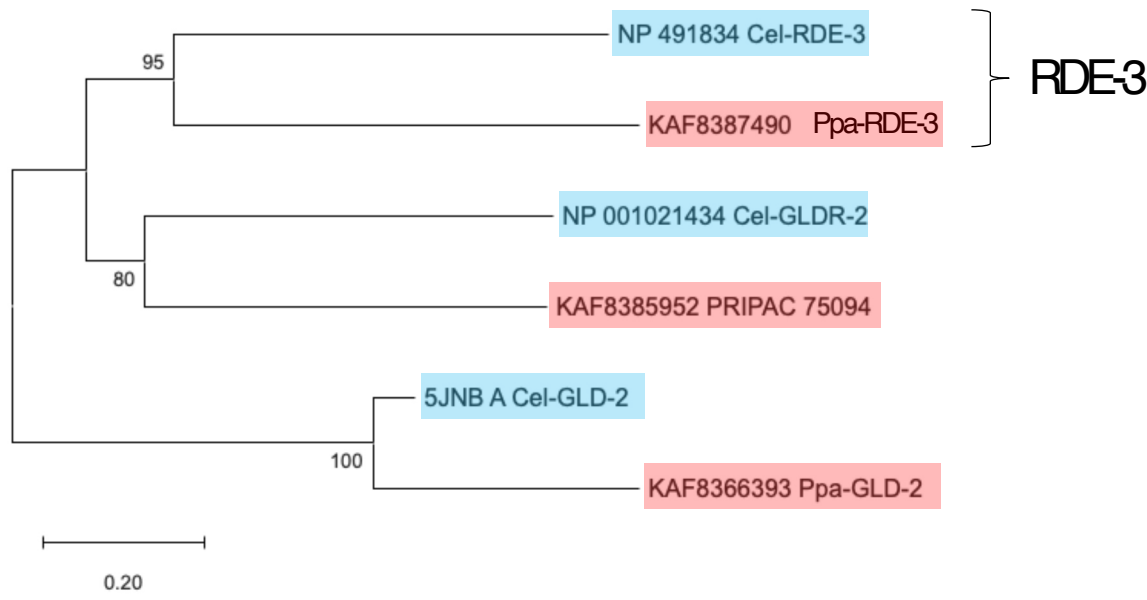 NP 491834 Cel-RDE-3
95
RDE-3
KAF8387490 Ppa-RDE-3
NP 001021434 Cel-GLDR-2
80
KAF8385952 PRIPAC 75094
5JNB A Cel-GLD-2
100
KAF8366393 Ppa-GLD-2
0.20